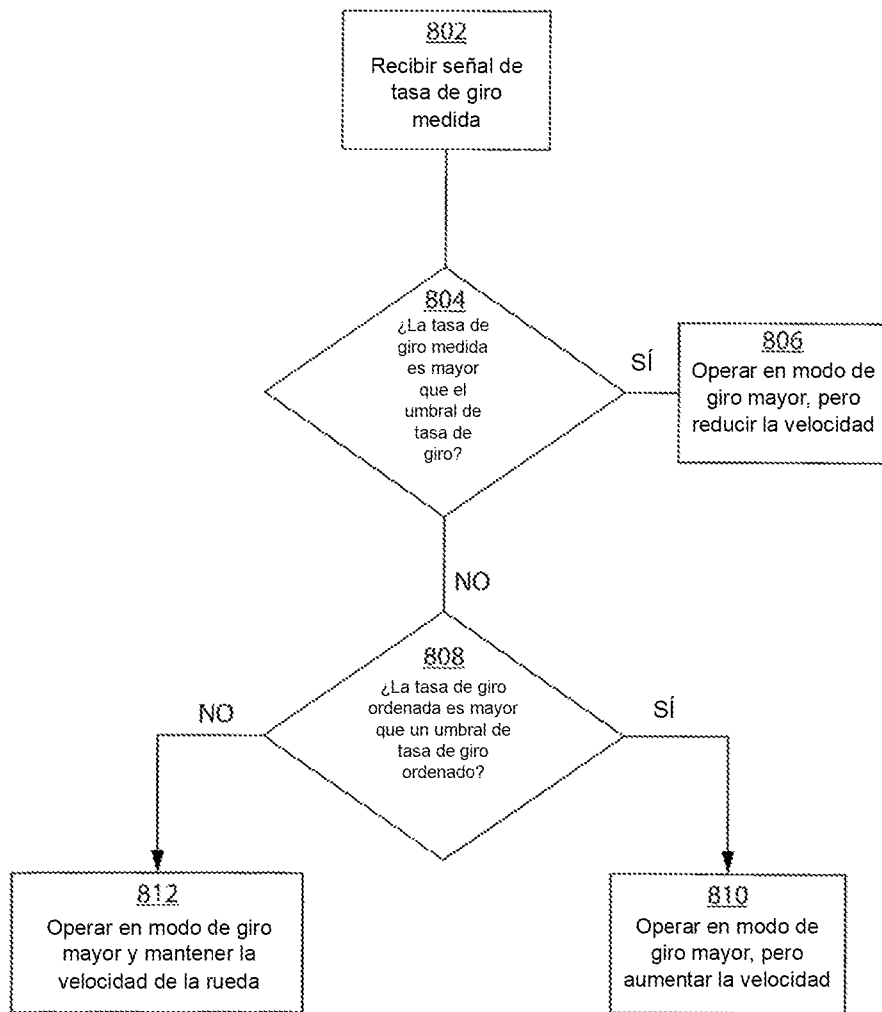 802
Recibir señal de
tasa de giro
medida
804
¿La tasa de
giro medida
es mayor
que el
umbral de
tasa de
giro?
SÍ
806
Operar en modo de
giro mayor, pero
reducir la velocidad
NO
808
¿La tasa de giro
ordenada es mayor
que un umbral de
tasa de giro
ordenado?
NO
SÍ
812
Operar en modo de giro
mayor y mantener la
velocidad de la rueda
810
Operar en modo de
giro mayor, pero
aumentar la velocidad